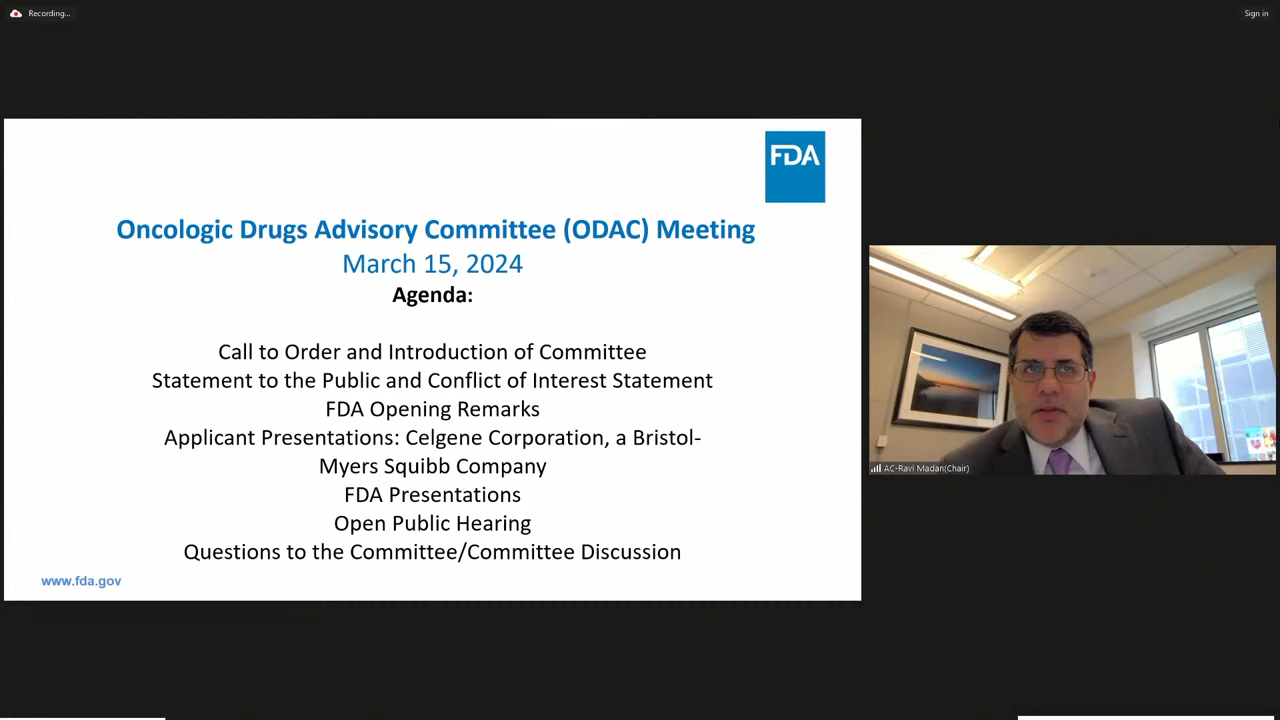 Recording...
Sign in
FDA
Oncologic Drugs Advisory Committee (ODAC) Meeting
March 15, 2024
Agenda:
Call to Order and Introduction of Committee
Statement to the Public and Conflict of Interest Statement
FDA Opening Remarks
Applicant Presentations: Celgene Corporation, a Bristol-
Myers Squibb Company
FDA Presentations
Open Public Hearing
Questions to the Committee/Committee Discussion
www.fda.gov
AC-Ravi Madan(Chair)